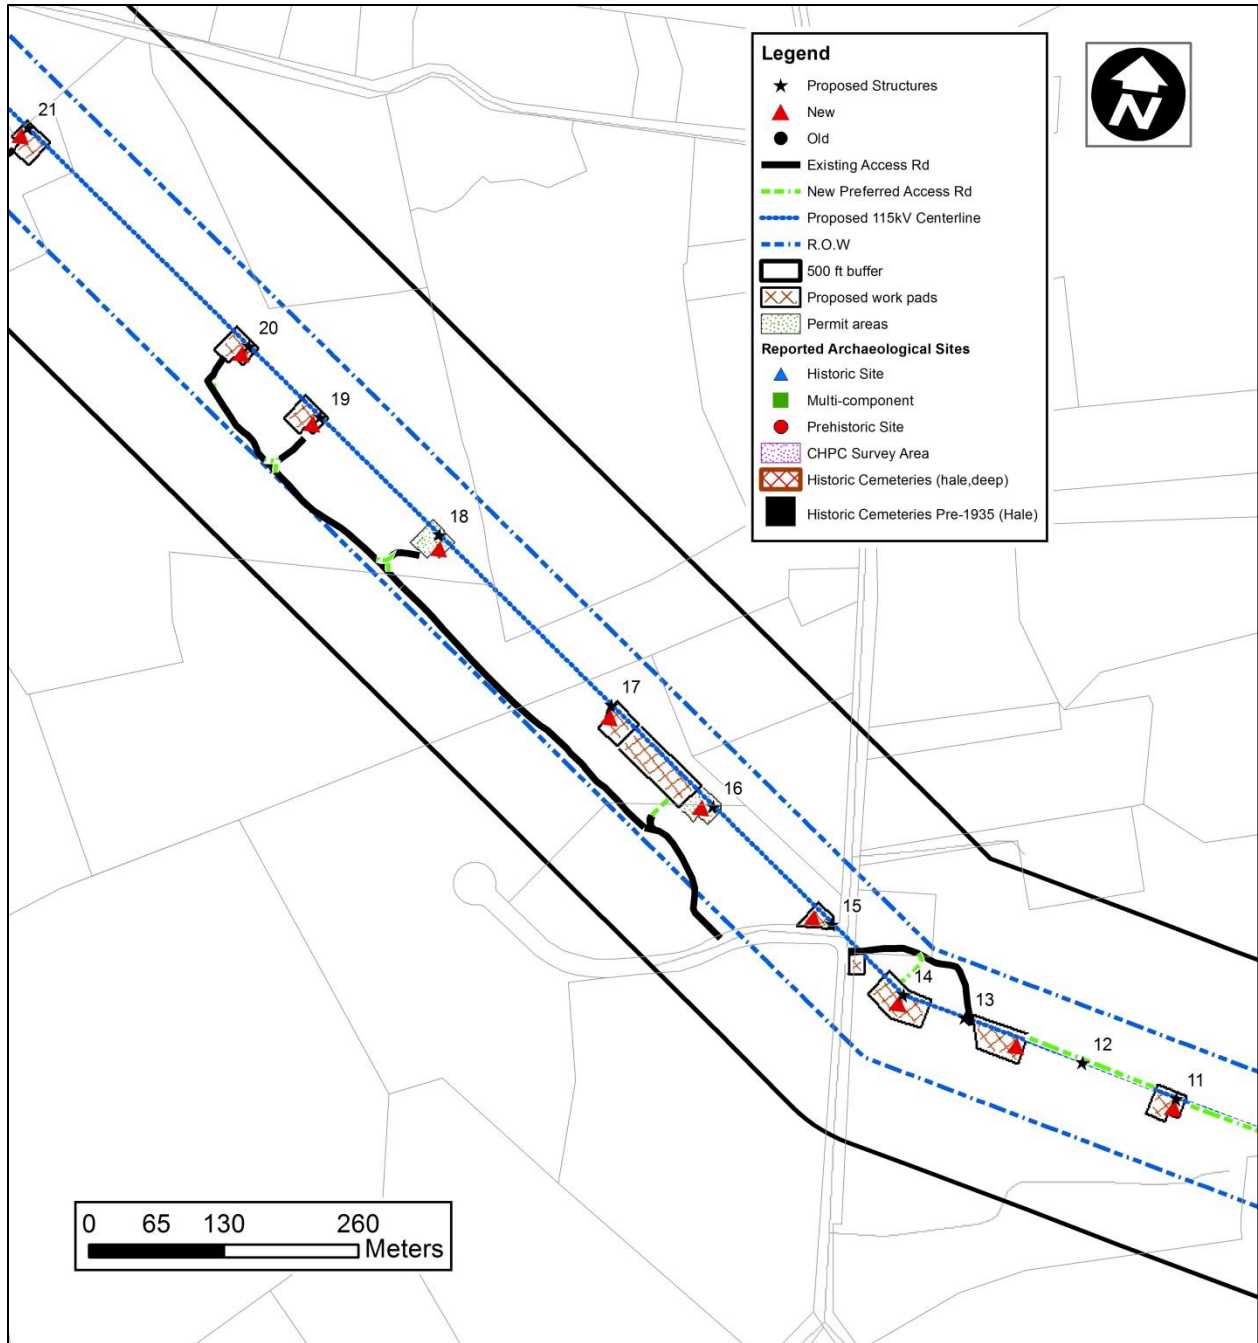 Legend
Proposed Structures
New
Old
Existing Access Rd
New Preferred Access Rd
Proposed 115kV Centerline
R.O.W
500 ft buffer
Proposed work pads
Permit areas
Reported Archaeological Sites
Historic Site
Multi-component
Prehistoric Site
CHPC Survey Area
Historic Cemeteries (hale,deep)
Historic Cemeteries Pre-1935 (Hale)
N
21
20
19
18
17
16
15
14
13
12
11
0 65 130 260
Meters